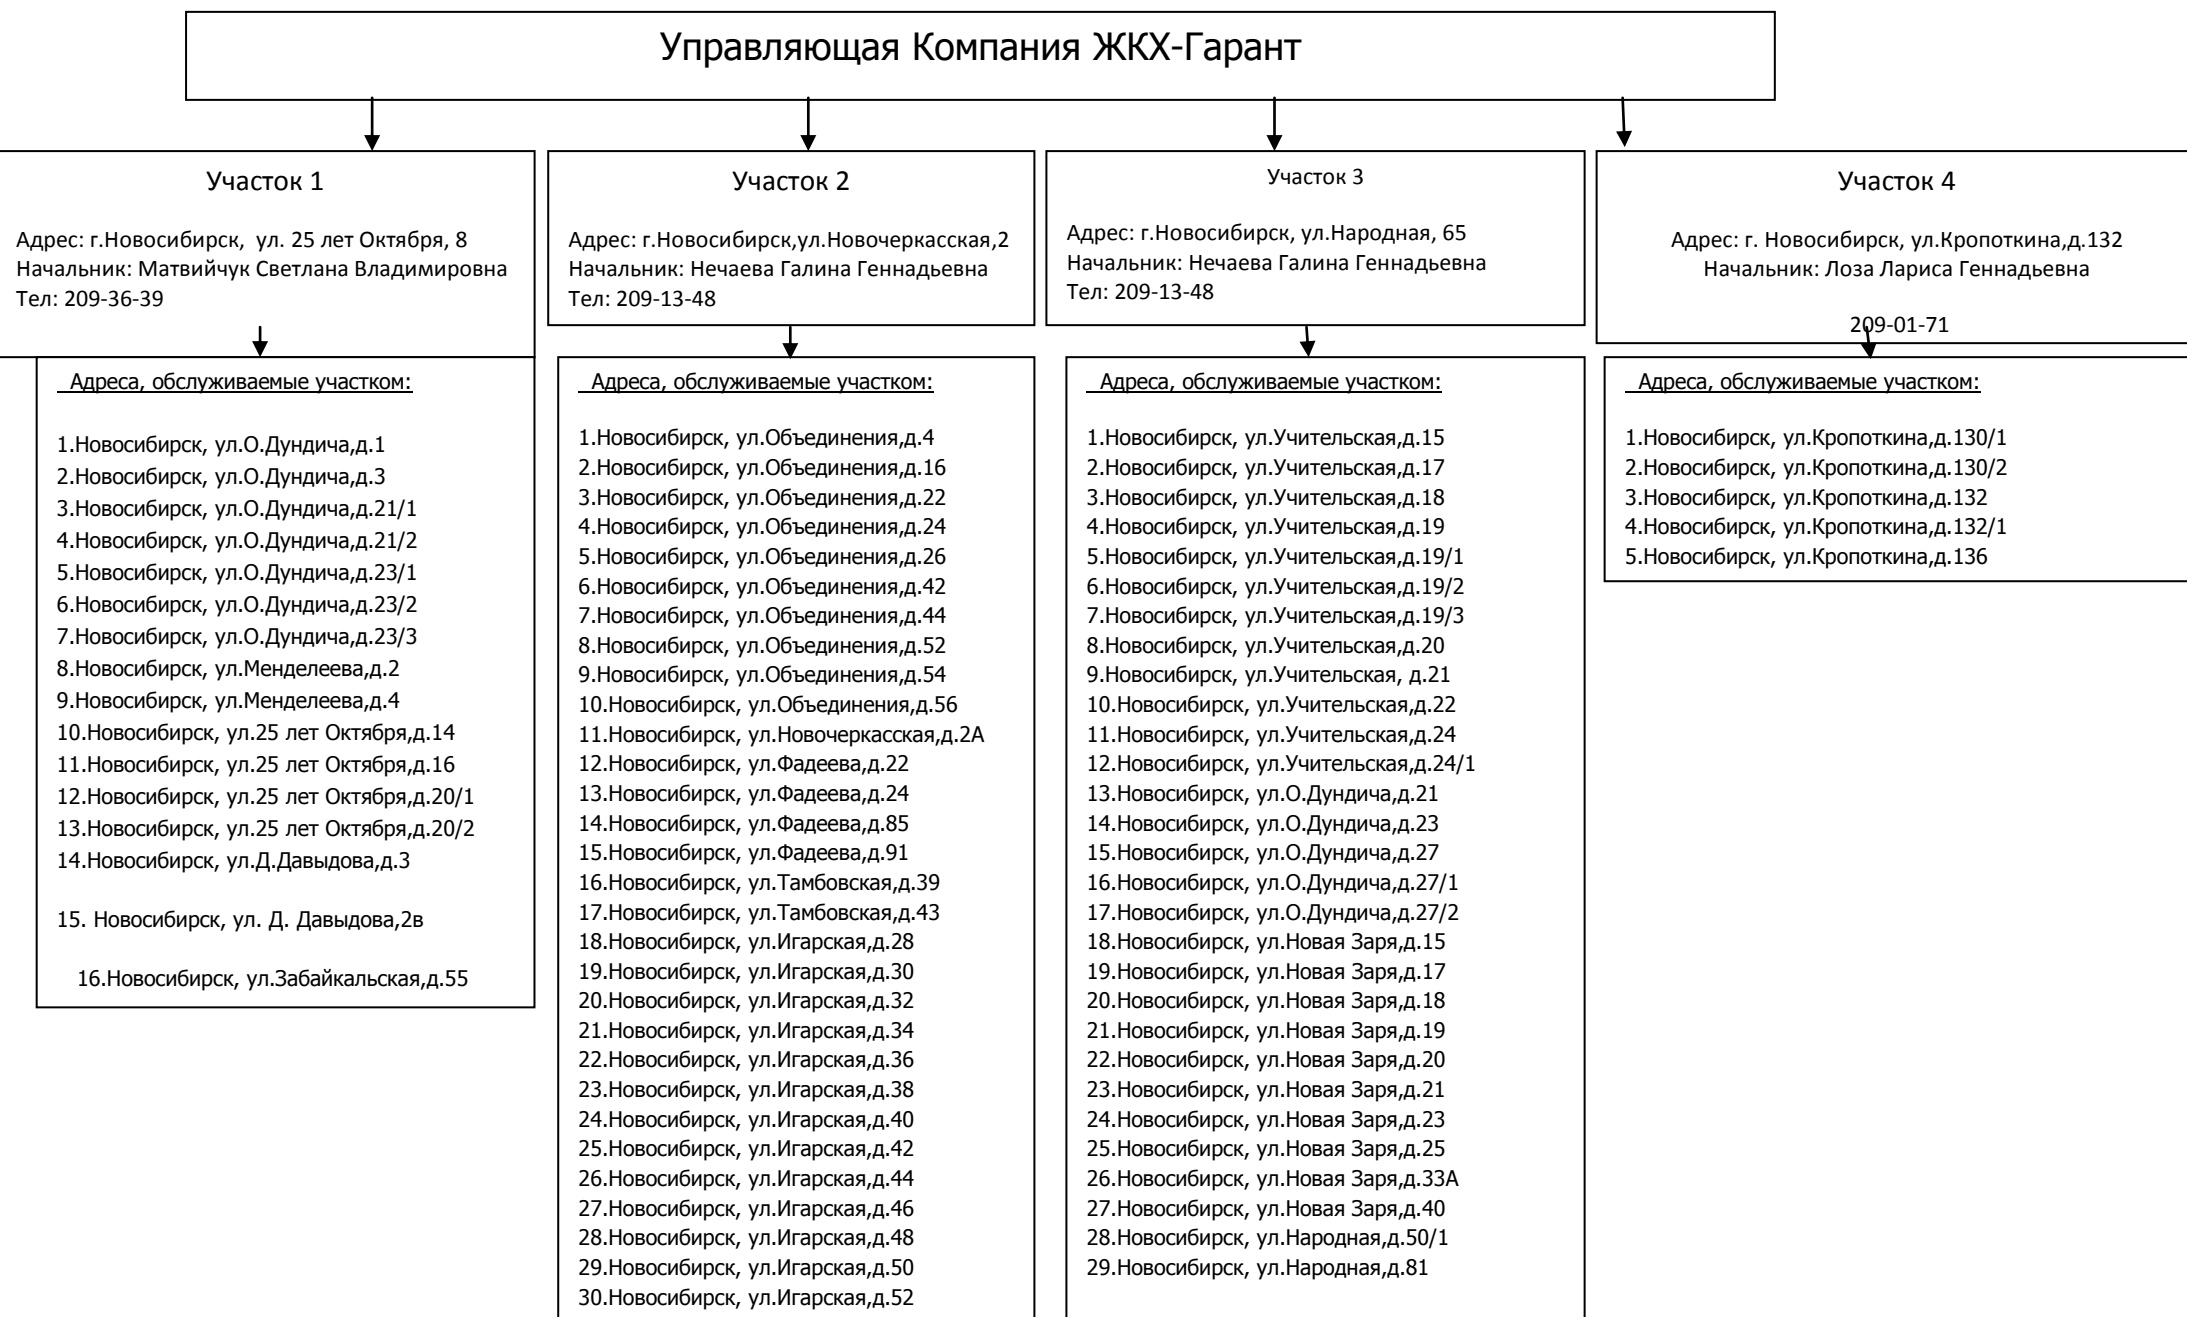 Управляющая Компания ЖКХ-Гарант
Участок 1
Адрес: г.Новосибирск,  ул. 25 лет Октября, 8
Начальник: Матвийчук Светлана Владимировна
Тел: 209-36-39
Адреса, обслуживаемые участком:
1.Новосибирск, ул.О.Дундича,д.1
2.Новосибирск, ул.О.Дундича,д.3
3.Новосибирск, ул.О.Дундича,д.21/1
4.Новосибирск, ул.О.Дундича,д.21/2
5.Новосибирск, ул.О.Дундича,д.23/1
6.Новосибирск, ул.О.Дундича,д.23/2
7.Новосибирск, ул.О.Дундича,д.23/3
8.Новосибирск, ул.Менделеева,д.2
9.Новосибирск, ул.Менделеева,д.4
10.Новосибирск, ул.25 лет Октября,д.14
11.Новосибирск, ул.25 лет Октября,д.16
12.Новосибирск, ул.25 лет Октября,д.20/1
13.Новосибирск, ул.25 лет Октября,д.20/2
14.Новосибирск, ул.Д.Давыдова,д.3
15. Новосибирск, ул. Д. Давыдова,2в
16.Новосибирск, ул.Забайкальская,д.55
Участок 2
Адрес: г.Новосибирск,ул.Новочеркасская,2
Начальник: Нечаева Галина Геннадьевна
Тел: 209-13-48
Адреса, обслуживаемые участком:
1.Новосибирск, ул.Объединения,д.4
2.Новосибирск, ул.Объединения,д.16
3.Новосибирск, ул.Объединения,д.22
4.Новосибирск, ул.Объединения,д.24
5.Новосибирск, ул.Объединения,д.26
6.Новосибирск, ул.Объединения,д.42
7.Новосибирск, ул.Объединения,д.44
8.Новосибирск, ул.Объединения,д.52
9.Новосибирск, ул.Объединения,д.54
10.Новосибирск, ул.Объединения,д.56
11.Новосибирск, ул.Новочеркасская,д.2А
12.Новосибирск, ул.Фадеева,д.22
13.Новосибирск, ул.Фадеева,д.24
14.Новосибирск, ул.Фадеева,д.85
15.Новосибирск, ул.Фадеева,д.91
16.Новосибирск, ул.Тамбовская,д.39
17.Новосибирск, ул.Тамбовская,д.43
18.Новосибирск, ул.Игарская,д.28
19.Новосибирск, ул.Игарская,д.30
20.Новосибирск, ул.Игарская,д.32
21.Новосибирск, ул.Игарская,д.34
22.Новосибирск, ул.Игарская,д.36
23.Новосибирск, ул.Игарская,д.38
24.Новосибирск, ул.Игарская,д.40
25.Новосибирск, ул.Игарская,д.42
26.Новосибирск, ул.Игарская,д.44
27.Новосибирск, ул.Игарская,д.46
28.Новосибирск, ул.Игарская,д.48
29.Новосибирск, ул.Игарская,д.50
30.Новосибирск, ул.Игарская,д.52
Участок 3
Адрес: г.Новосибирск, ул.Народная, 65
Начальник: Нечаева Галина Геннадьевна
Тел: 209-13-48
Адреса, обслуживаемые участком:
1.Новосибирск, ул.Учительская,д.15
2.Новосибирск, ул.Учительская,д.17
3.Новосибирск, ул.Учительская,д.18
4.Новосибирск, ул.Учительская,д.19
5.Новосибирск, ул.Учительская,д.19/1
6.Новосибирск, ул.Учительская,д.19/2
7.Новосибирск, ул.Учительская,д.19/3
8.Новосибирск, ул.Учительская,д.20
9.Новосибирск, ул.Учительская, д.21
10.Новосибирск, ул.Учительская,д.22
11.Новосибирск, ул.Учительская,д.24
12.Новосибирск, ул.Учительская,д.24/1
13.Новосибирск, ул.О.Дундича,д.21
14.Новосибирск, ул.О.Дундича,д.23
15.Новосибирск, ул.О.Дундича,д.27
16.Новосибирск, ул.О.Дундича,д.27/1
17.Новосибирск, ул.О.Дундича,д.27/2
18.Новосибирск, ул.Новая Заря,д.15
19.Новосибирск, ул.Новая Заря,д.17
20.Новосибирск, ул.Новая Заря,д.18
21.Новосибирск, ул.Новая Заря,д.19
22.Новосибирск, ул.Новая Заря,д.20
23.Новосибирск, ул.Новая Заря,д.21
24.Новосибирск, ул.Новая Заря,д.23
25.Новосибирск, ул.Новая Заря,д.25
26.Новосибирск, ул.Новая Заря,д.33А
27.Новосибирск, ул.Новая Заря,д.40
28.Новосибирск, ул.Народная,д.50/1
29.Новосибирск, ул.Народная,д.81
Участок 4
Адрес: г. Новосибирск, ул.Кропоткина,д.132
Начальник: Лоза Лариса Геннадьевна
209-01-71
Адреса, обслуживаемые участком:
1.Новосибирск, ул.Кропоткина,д.130/1
2.Новосибирск, ул.Кропоткина,д.130/2
3.Новосибирск, ул.Кропоткина,д.132
4.Новосибирск, ул.Кропоткина,д.132/1
5.Новосибирск, ул.Кропоткина,д.136